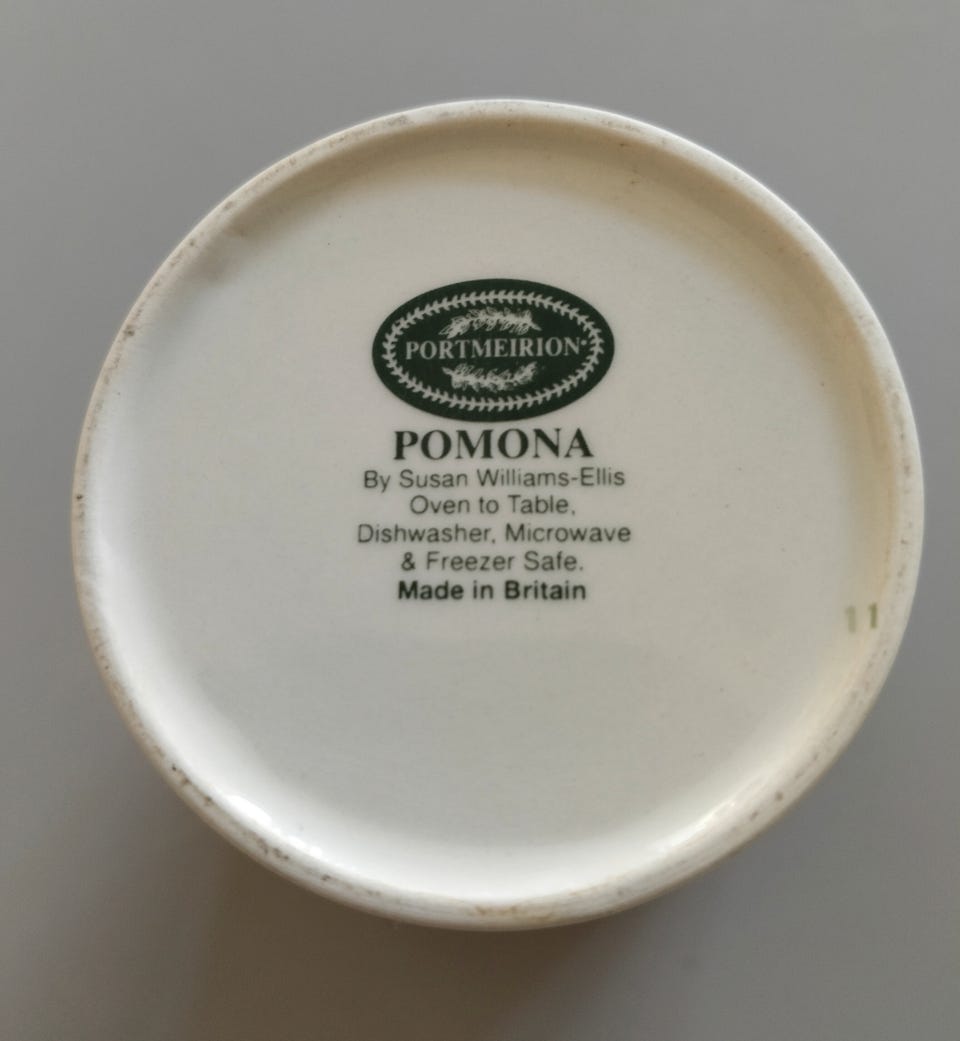 PORTMEIRION®
POMONA
By Susan Williams-Ellis
Oven to Table,
Dishwasher, Microwave
& Freezer Safe.
Made in Britain
11